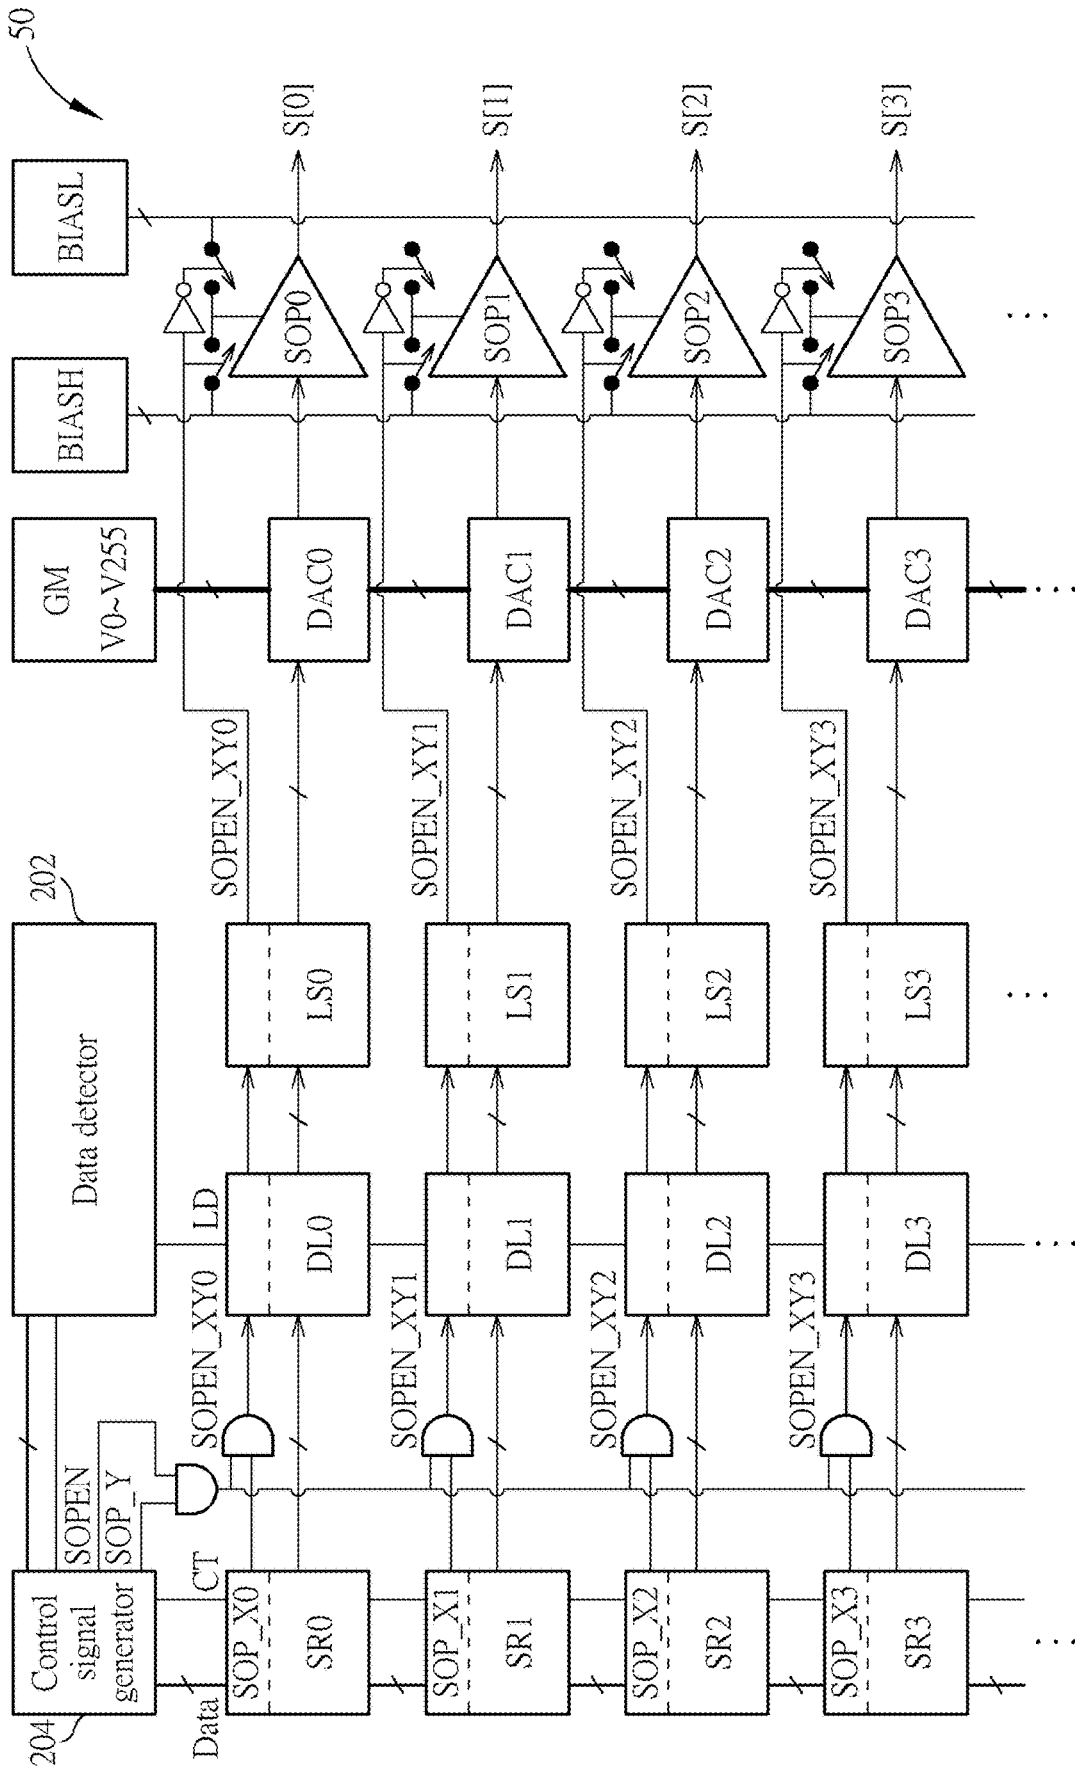 50
204
Control
signal
generator
202
Data detector
GM
V0~V255
BIASH
BIASL
SOPEN
SOP_Y
Data
CT
LD
SOP_X0
SR0
SOPEN_XY0
DL0
LS0
SOPEN_XY0
DAC0
SOP0
S[0]
SOP_X1
SR1
SOPEN_XY1
DL1
LS1
SOPEN_XY1
DAC1
SOP1
S[1]
SOP_X2
SR2
SOPEN_XY2
DL2
LS2
SOPEN_XY2
DAC2
SOP2
S[2]
SOP_X3
SR3
SOPEN_XY3
DL3
LS3
SOPEN_XY3
DAC3
SOP3
S[3]